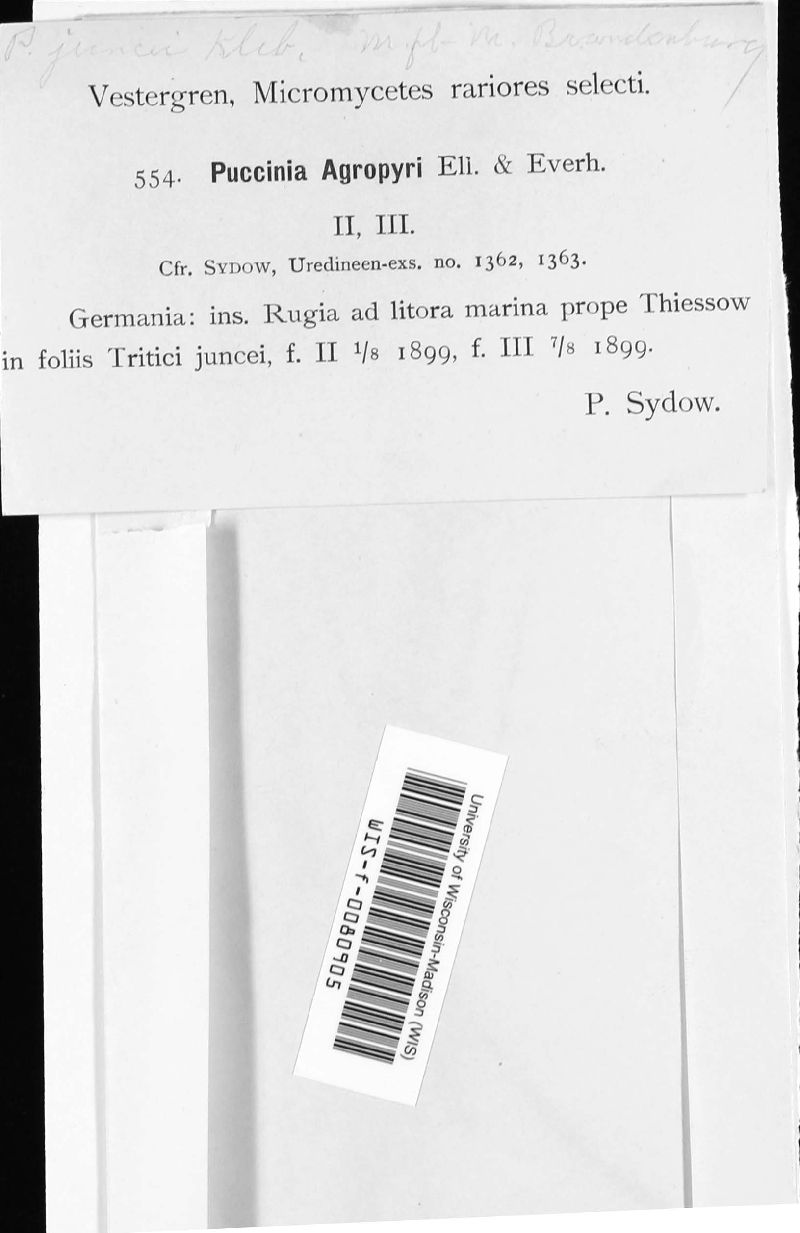 P. juncei Kleb. Brandenburg
Vestergren, Micromycetes rariores selecti.
554. Puccinia Agropyri Ell. & Everh.
II, III.
Cfr. SYDOW, Uredineen-exs. no. 1362, 1363.
Germania: ins. Rugia ad litora marina prope Thiessow
in foliis Tritici juncei, f. II 1/8 1899, f. III 7/8 1899.
P. Sydow.
University of Wisconsin-Madison (WIS)
WIS-f-0080905